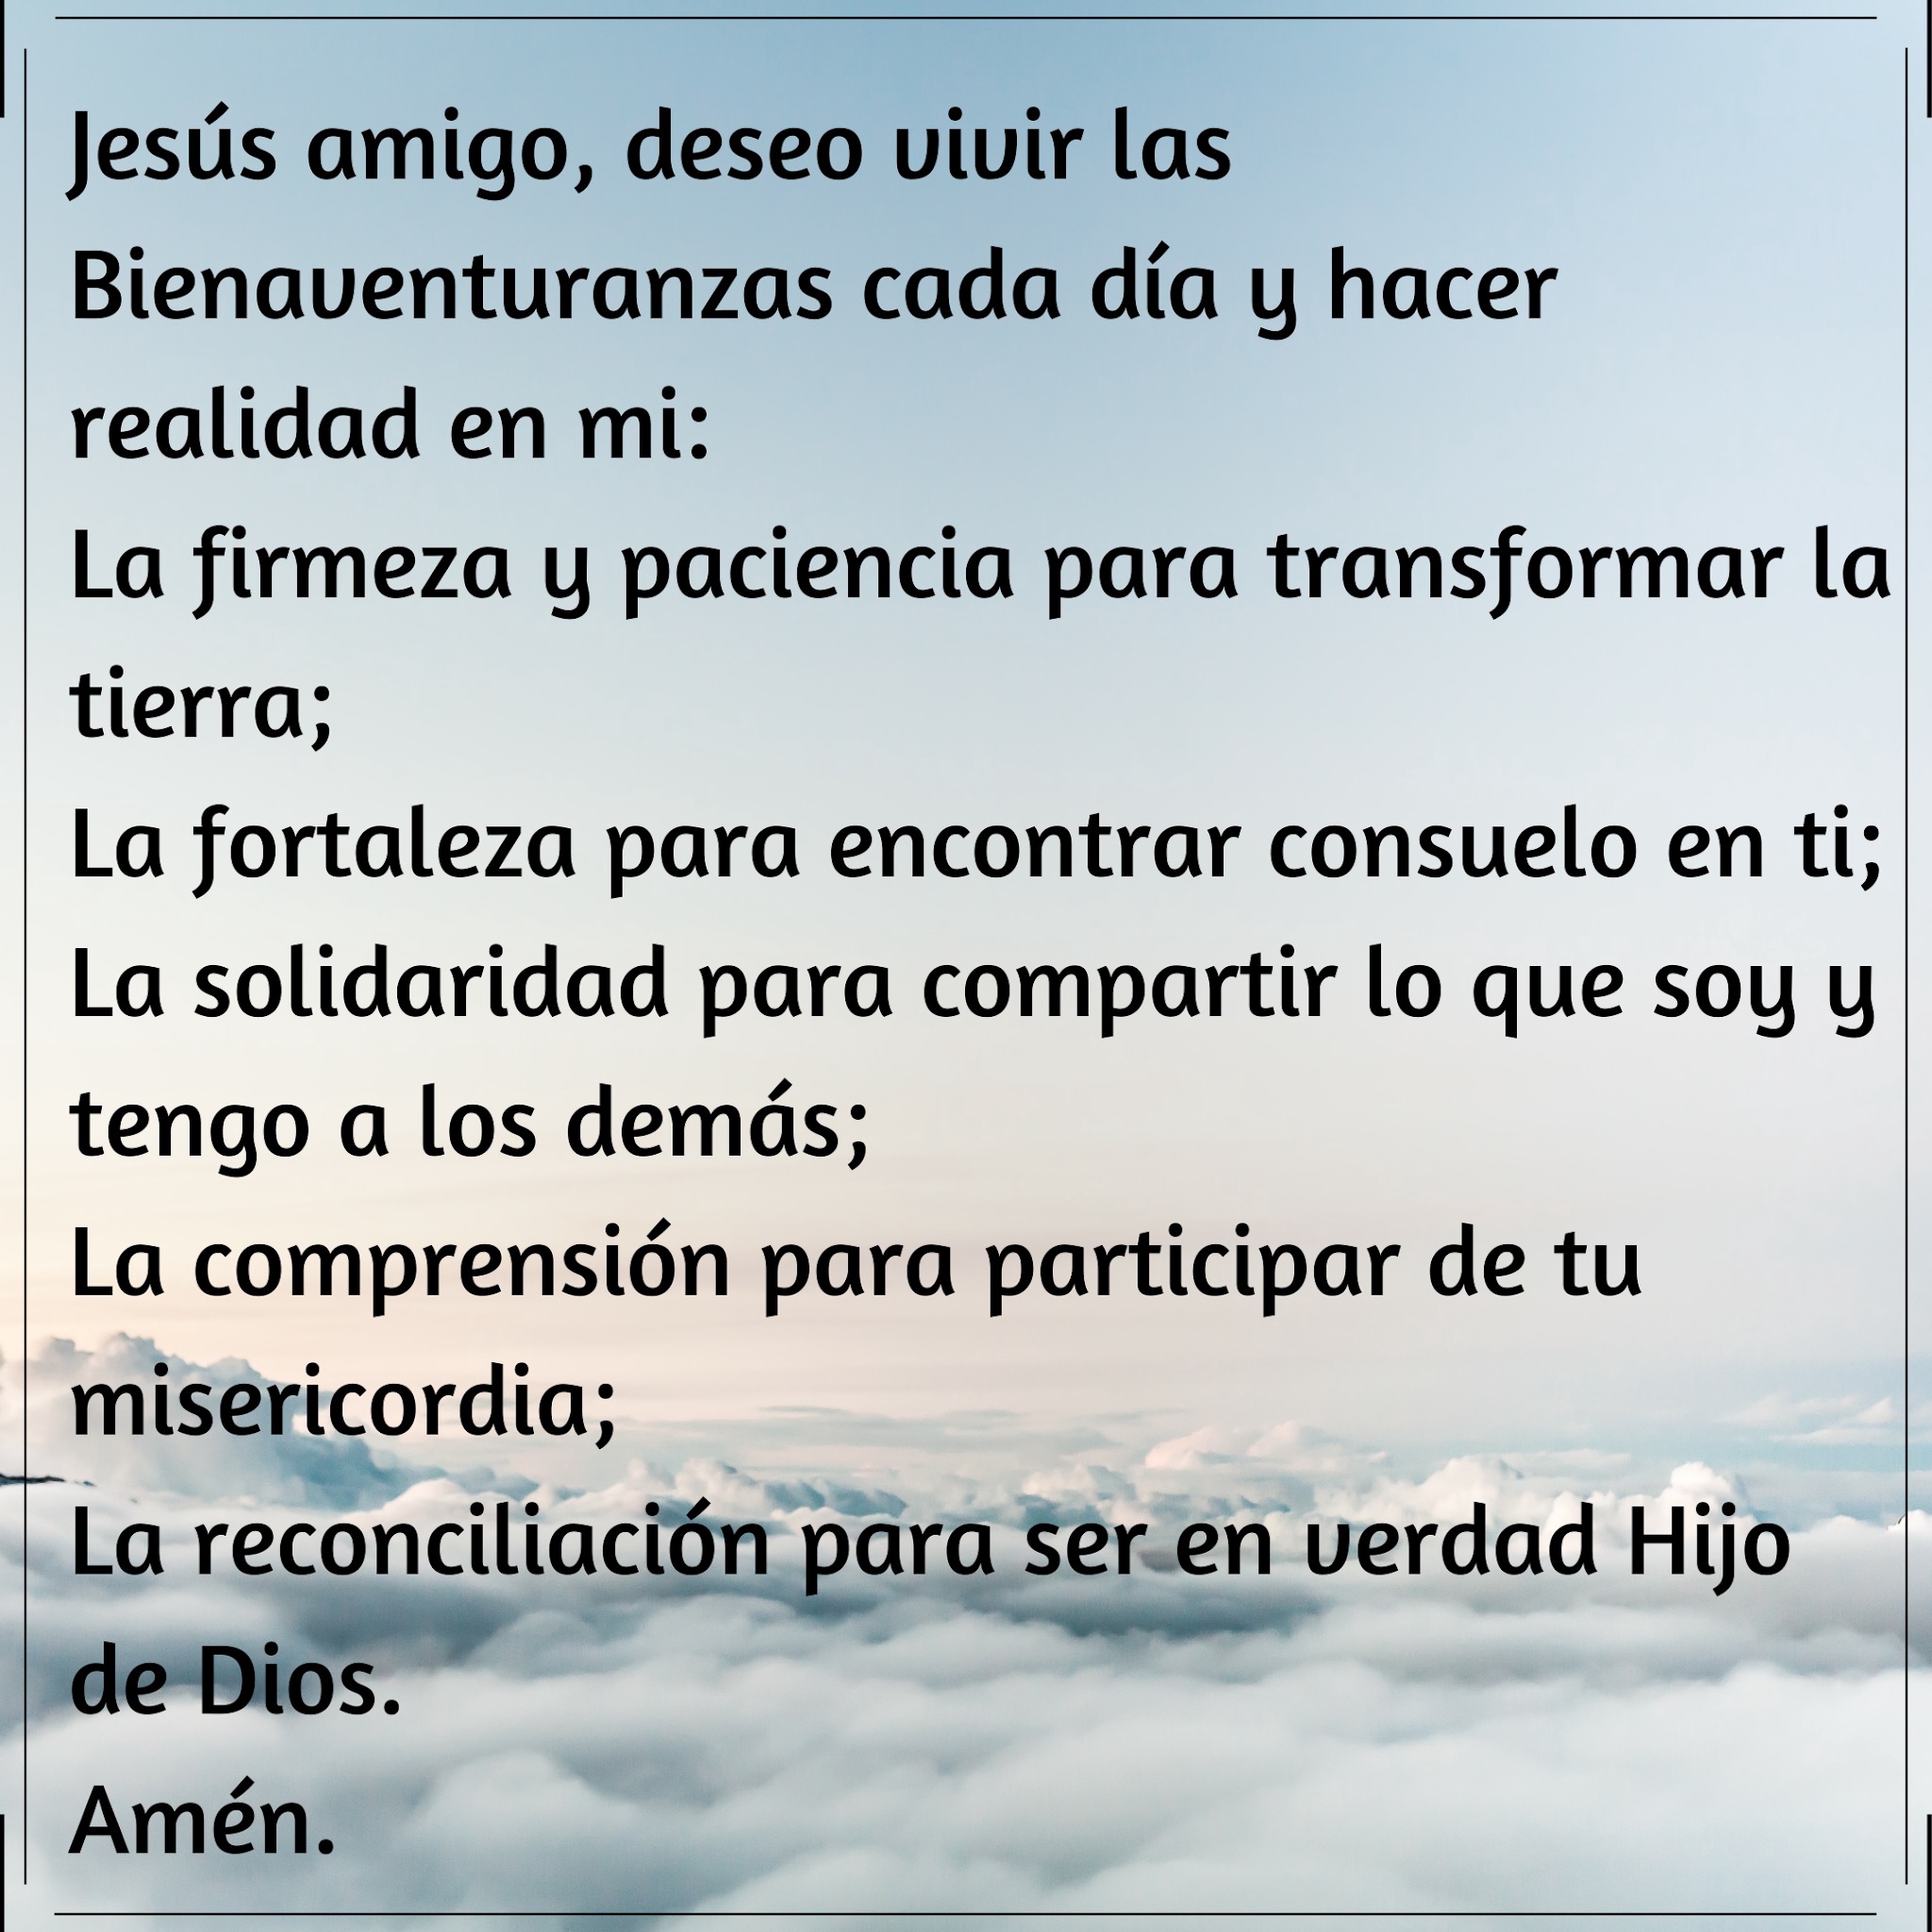 Jesús amigo, deseo vivir las
Bienaventuranzas cada día y hacer
realidad en mi:
La firmeza y paciencia para transformar la
tierra;
La fortaleza para encontrar consuelo en ti;
La solidaridad para compartir lo que soy y
tengo a los demás;
La comprensión para participar de tu
misericordia;
La reconciliación para ser en verdad Hijo
de Dios.
Amén.